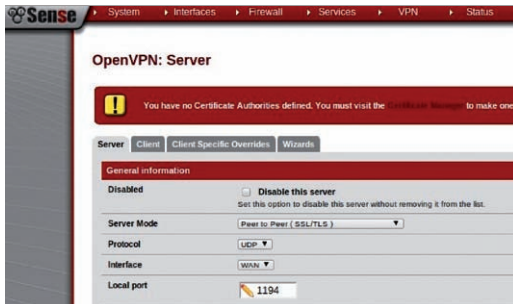 Sense System Interfaces Firewall Services VPN Status
OpenVPN: Server
You have no Certificate Authorities defined. You must visit the Certificate Manager to make one
Server Client Client Specific Overrides Wizards
General information
Disabled Disable this server
Set this option to disable this server without removing it from the list.
Server Mode Peer to Peer ( SSL/TLS )
Protocol UDP
Interface WAN
Local port 1194